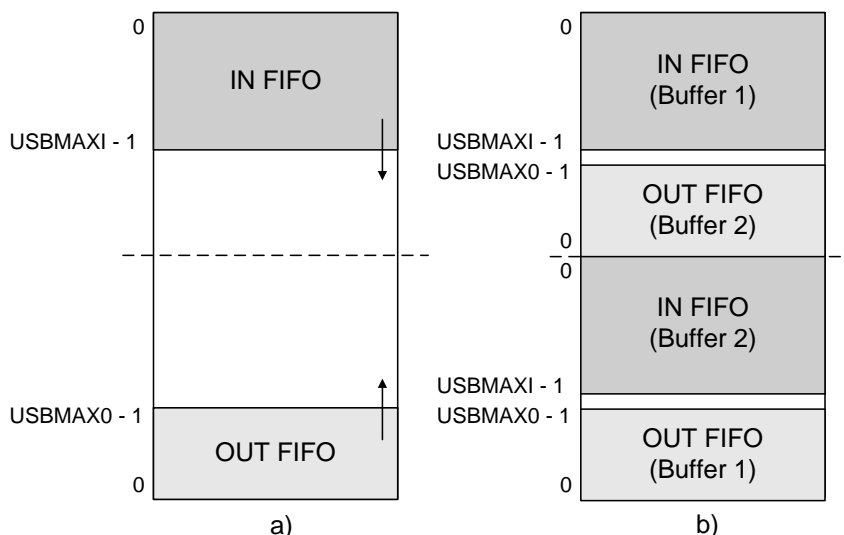 0
IN FIFO
USBMAXI - 1
USBMAX0 - 1
OUT FIFO
0
a)
0
IN FIFO
(Buffer 1)
USBMAXI - 1
USBMAX0 - 1
OUT FIFO
(Buffer 2)
0
0
IN FIFO
(Buffer 2)
USBMAXI - 1
USBMAX0 - 1
OUT FIFO
(Buffer 1)
0
b)